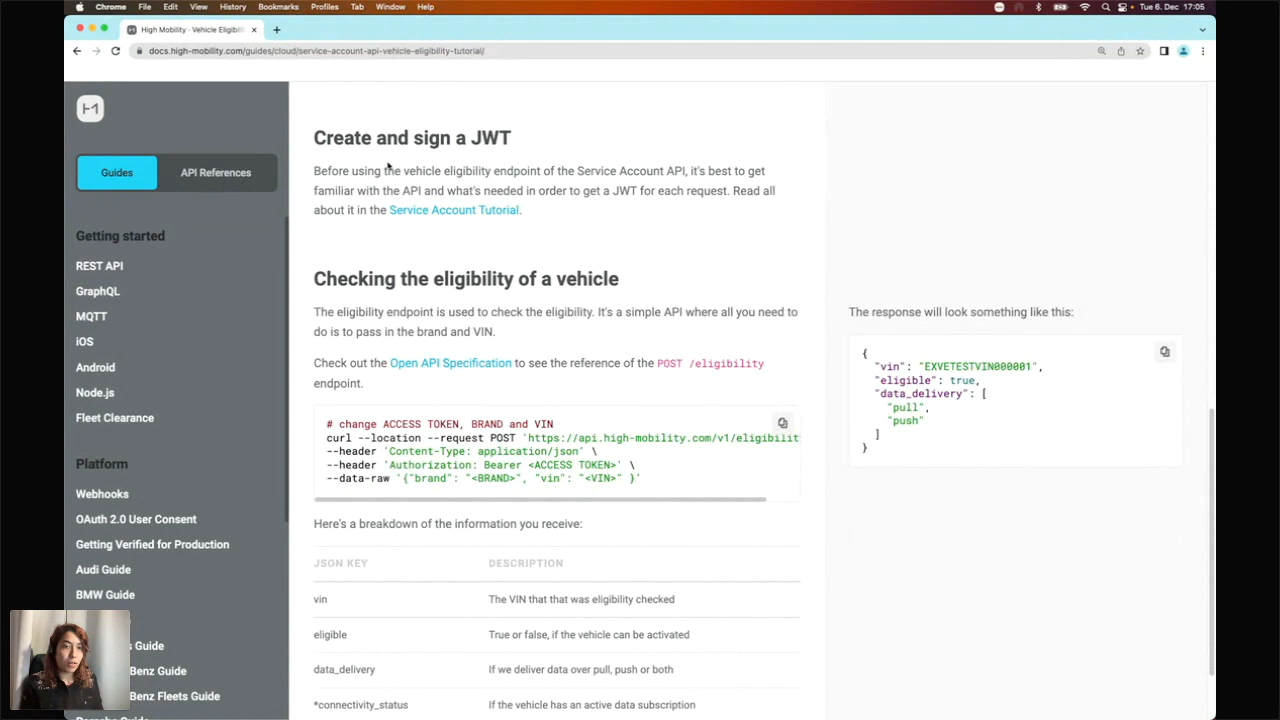 Chrome File Edit View History Bookmarks Profiles Tab Window Help
Tue 6. Dec 17:05
High Mobility - Vehicle Eligibil
docs.high-mobility.com/guides/cloud/service-account-api-vehicle-eligibility-tutorial/
Guides
API References
Getting started
REST API
GraphQL
MQTT
iOS
Android
Node.js
Fleet Clearance
Platform
Webhooks
OAuth 2.0 User Consent
Getting Verified for Production
Audi Guide
BMW Guide
s Guide
Benz Guide
Benz Fleets Guide
Create and sign a JWT
Before using the vehicle eligibility endpoint of the Service Account API, it's best to get
familiar with the API and what's needed in order to get a JWT for each request. Read all
about it in the Service Account Tutorial.
Checking the eligibility of a vehicle
The eligibility endpoint is used to check the eligibility. It's a simple API where all you need to
do is to pass in the brand and VIN.
Check out the Open API Specification to see the reference of the POST /eligibility
endpoint.
# change ACCESS TOKEN, BRAND and VIN
curl --location --request POST 'https://api.high-mobility.com/v1/eligibilit
--header 'Content-Type: application/json' \
--header 'Authorization: Bearer <ACCESS TOKEN>' \
--data-raw '{"brand": "<BRAND>", "vin": "<VIN>" }'
Here's a breakdown of the information you receive:
JSON KEY DESCRIPTION
vin The VIN that that was eligibility checked
eligible True or false, if the vehicle can be activated
data_delivery If we deliver data over pull, push or both
*connectivity_status If the vehicle has an active data subscription
The response will look something like this:
{
"vin": "EXVETESTVIN000001",
"eligible": true,
"data_delivery": [
"pull",
"push"
]
}